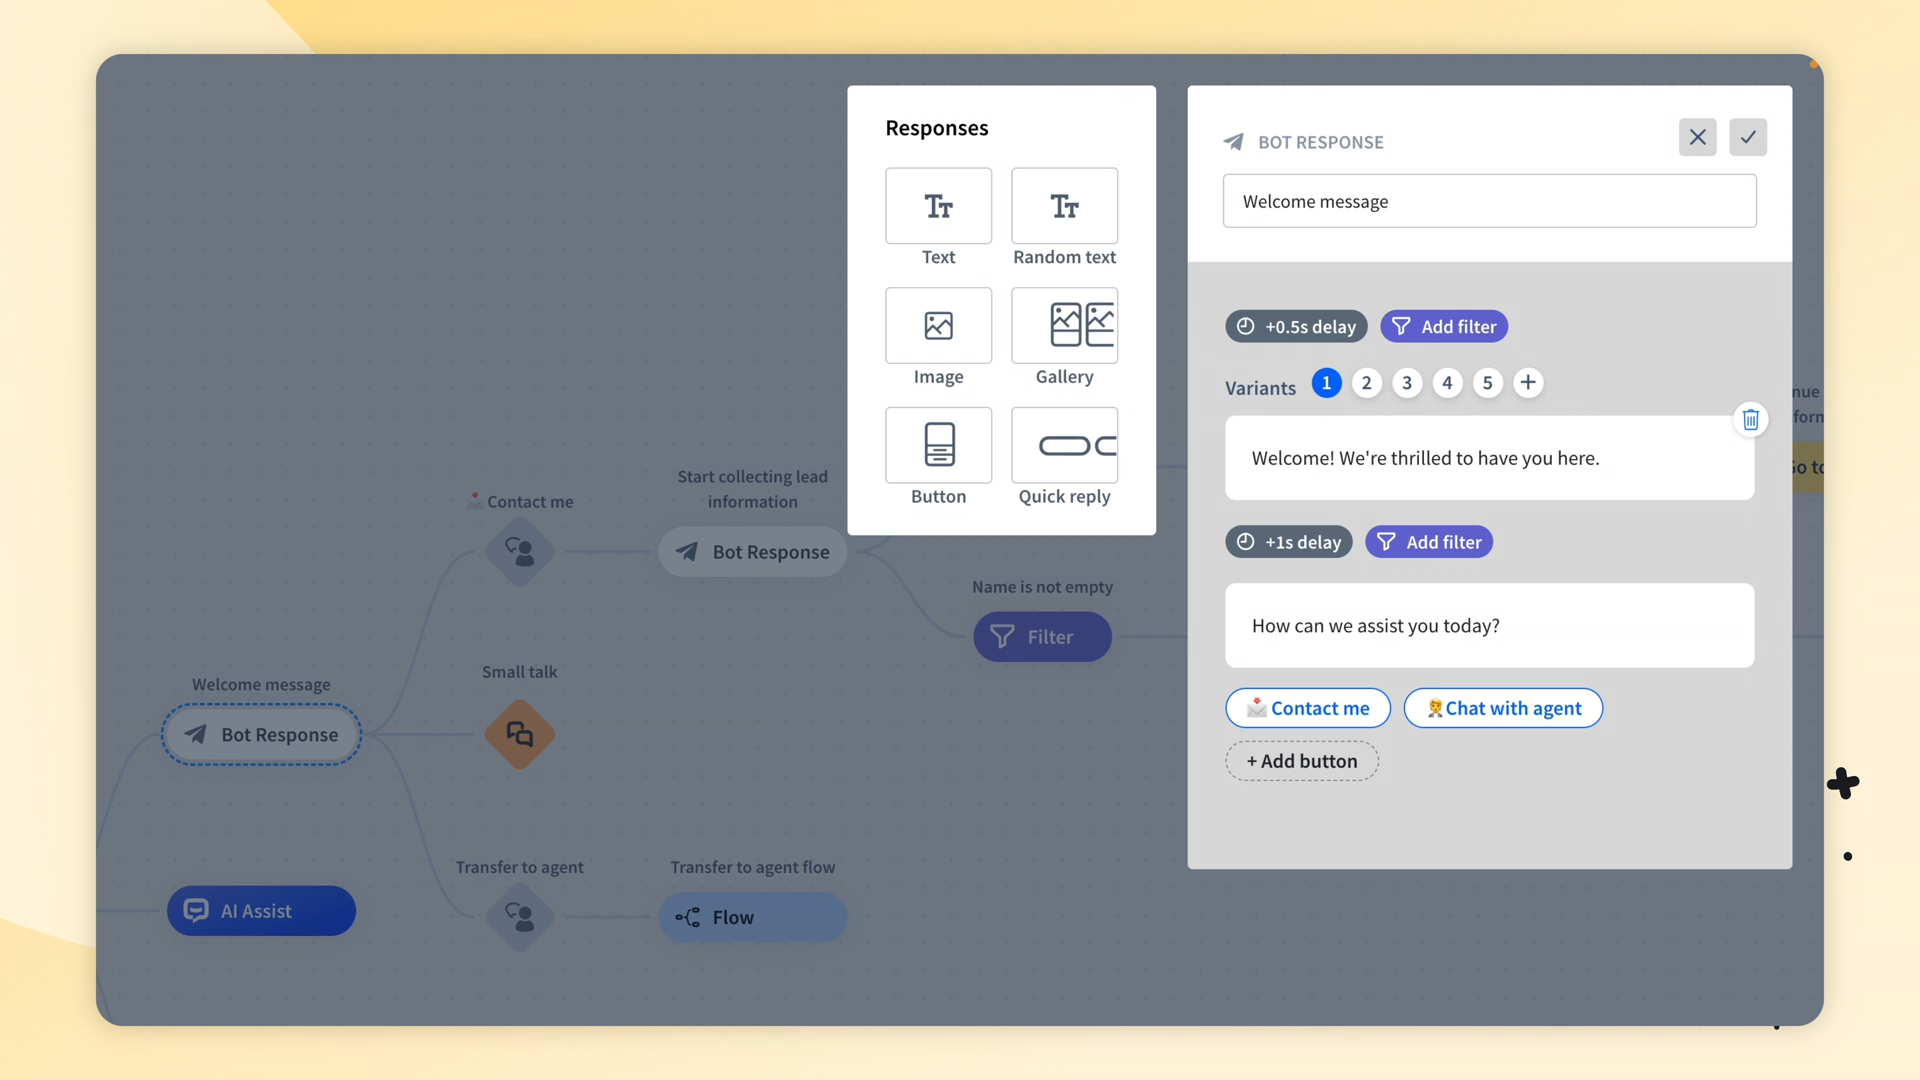 Responses
Text
Random text
Image
Gallery
Button
Quick reply
BOT RESPONSE
Welcome message
+0.5s delay
Add filter
Variants 1 2 3 4 5 +
Welcome! We're thrilled to have you here.
+1s delay
Add filter
How can we assist you today?
Contact me
Chat with agent
+ Add button
Contact me
Start collecting lead
information
Bot Response
Name is not empty
Filter
Small talk
Welcome message
Bot Response
Transfer to agent
Transfer to agent flow
AI Assist
Flow